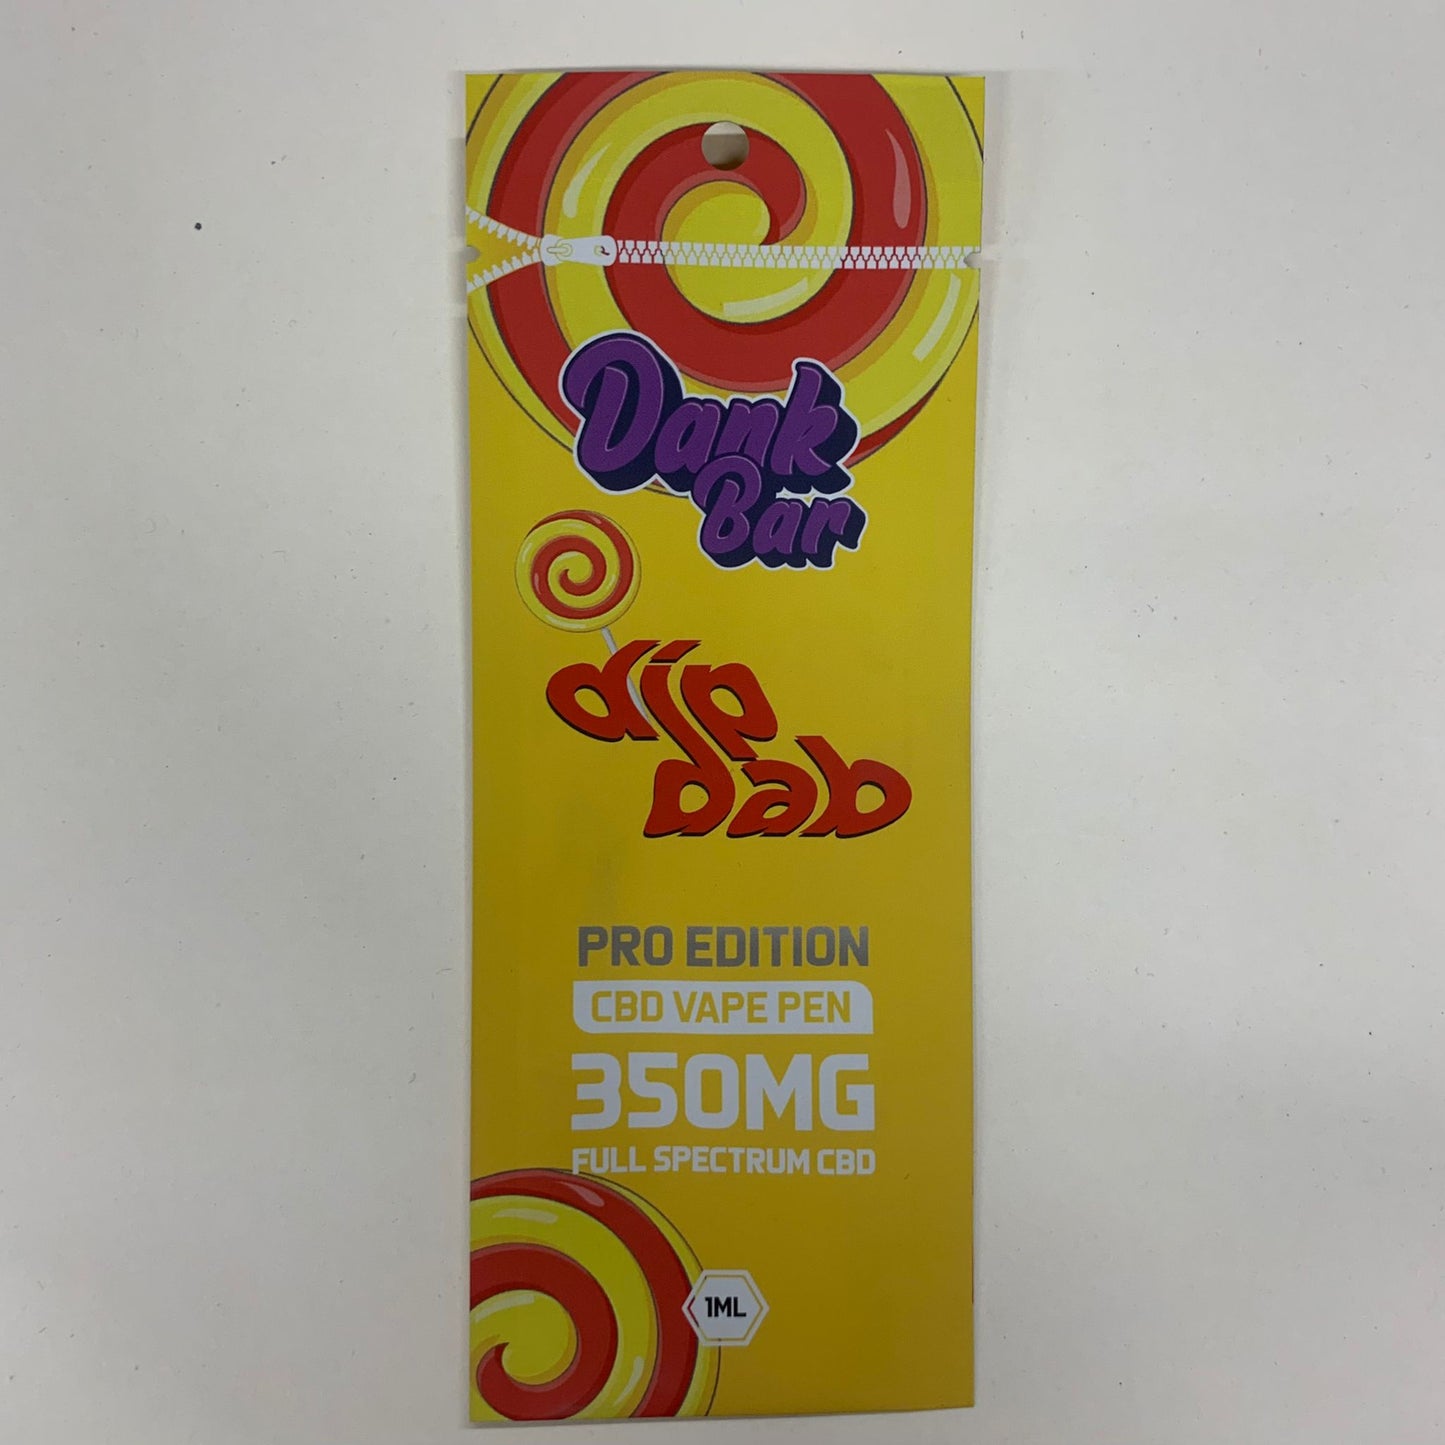 Dank
Bar
dip
dab
PRO EDITION
CBD VAPE PEN
350MG
FULL SPECTRUM CBD
1ML